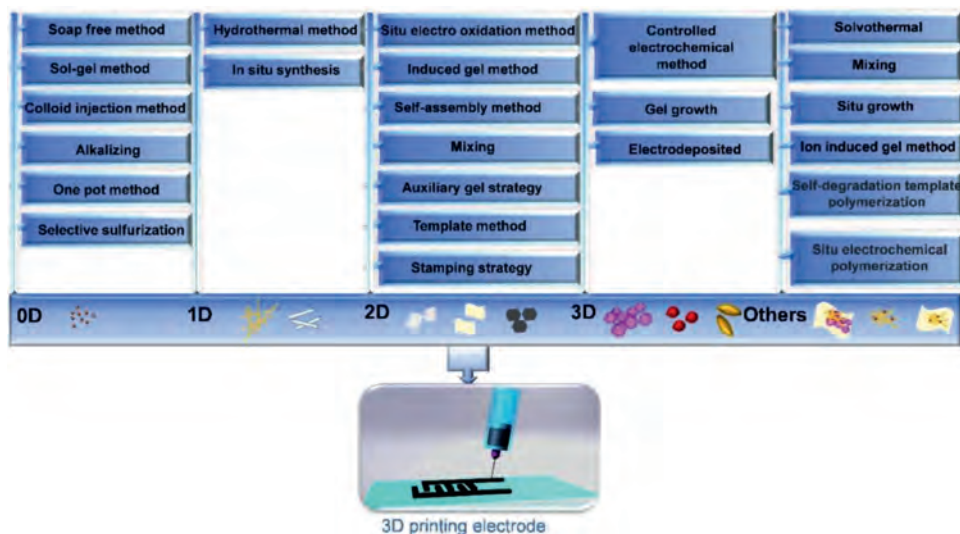 Soap free method
Sol-gel method
Colloid injection method
Alkalizing
One pot method
Selective sulfurization
Hydrothermal method
In situ synthesis
Situ electro oxidation method
Induced gel method
Self-assembly method
Mixing
Auxiliary gel strategy
Template method
Stamping strategy
Controlled
electrochemical
method
Gel growth
Electrodeposited
Solvothermal
Mixing
Situ growth
Ion induced gel method
Self-degradation template
polymerization
Situ electrochemical
polymerization
0D
1D
2D
3D
Others
3D printing electrode